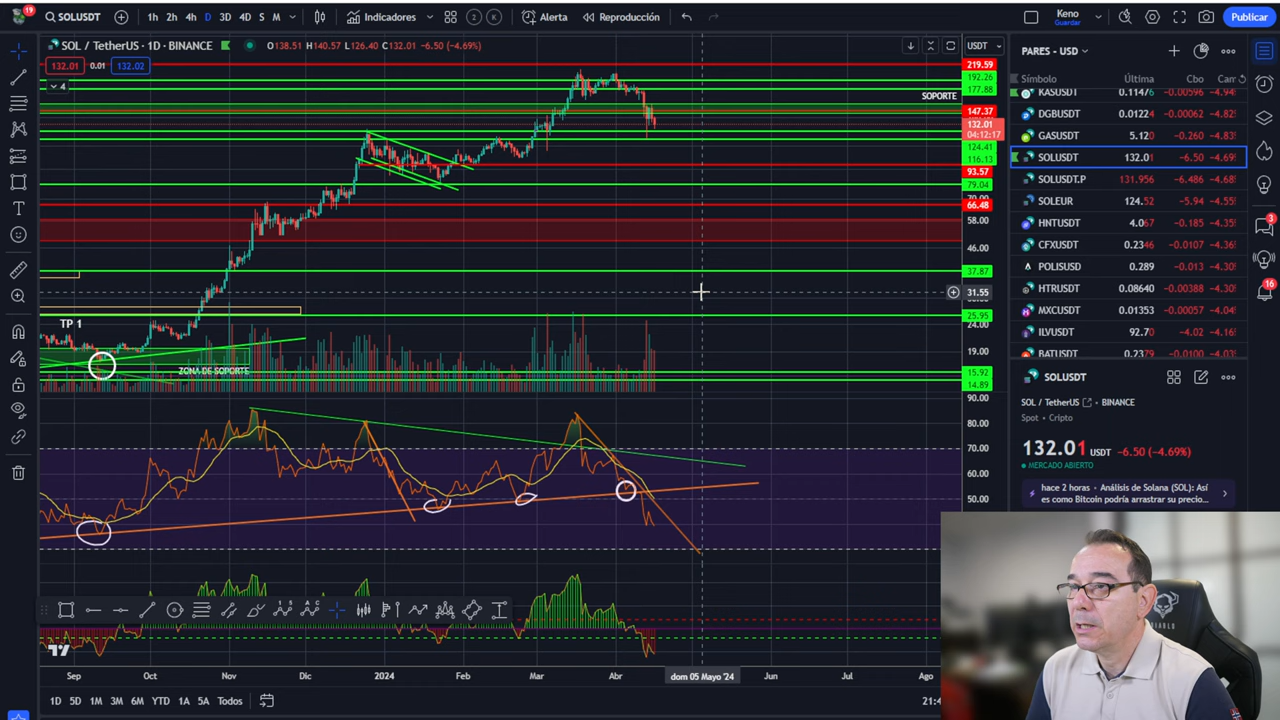 19
SOLUSDT
1h 2h 4h D 3D 4D S M
Indicadores
2 K
Alerta
Reproducción
Keno
Guardar
Publicar
SOL / TetherUS · 1D · BINANCE
O138.51 H140.57 L126.40 C132.01 -6.50 (-4.69%)
132.01 0.01 132.02
4
USDT
219.59
192.26
177.88
SOPORTE
147.37
132.01
04:12:17
124.41
116.13
93.57
79.04
66.48
58.00
46.00
37.87
31.55
25.95
24.00
19.00
15.92
14.89
TP 1
ZONA DE SOPORTE
90.00
80.00
70.00
60.00
50.00
Sep Oct Nov Dic 2024 Feb Mar Abr dom 05 Mayo '24 Jun Jul Ago
1D 5D 1M 3M 6M YTD 1A 5A Todos
21:4
PARES - USD
Símbolo Última Cbo
KASUSDT 0.11476 -0.00596 -4.94
DGBUSDT 0.01224 -0.00062 -4.82
GASUSDT 5.120 -0.260 -4.83
SOLUSDT 132.01 -6.50 -4.69
SOLUSDT.P 131.956 -6.486 -4.68
SOLEUR 124.52 -5.94 -4.55
HNTUSDT 4.067 -0.185 -4.35
CFXUSDT 0.2346 -0.0107 -4.36
POLISUSD 0.289 -0.013 -4.30
HTRUSDT 0.08640 -0.00388 -4.30
MXCUSDT 0.01353 -0.00057 -4.04
ILVUSDT 92.70 -4.02 -4.16
BATUSDT 0.2379 -0.0100 -4.03
SOLUSDT
SOL / TetherUS BINANCE
Spot • Cripto
132.01 USDT -6.50 (-4.69%)
MERCADO ABIERTO
hace 2 horas • Análisis de Solana (SOL): Así
es como Bitcoin podría arrastrar su precio...
3
16